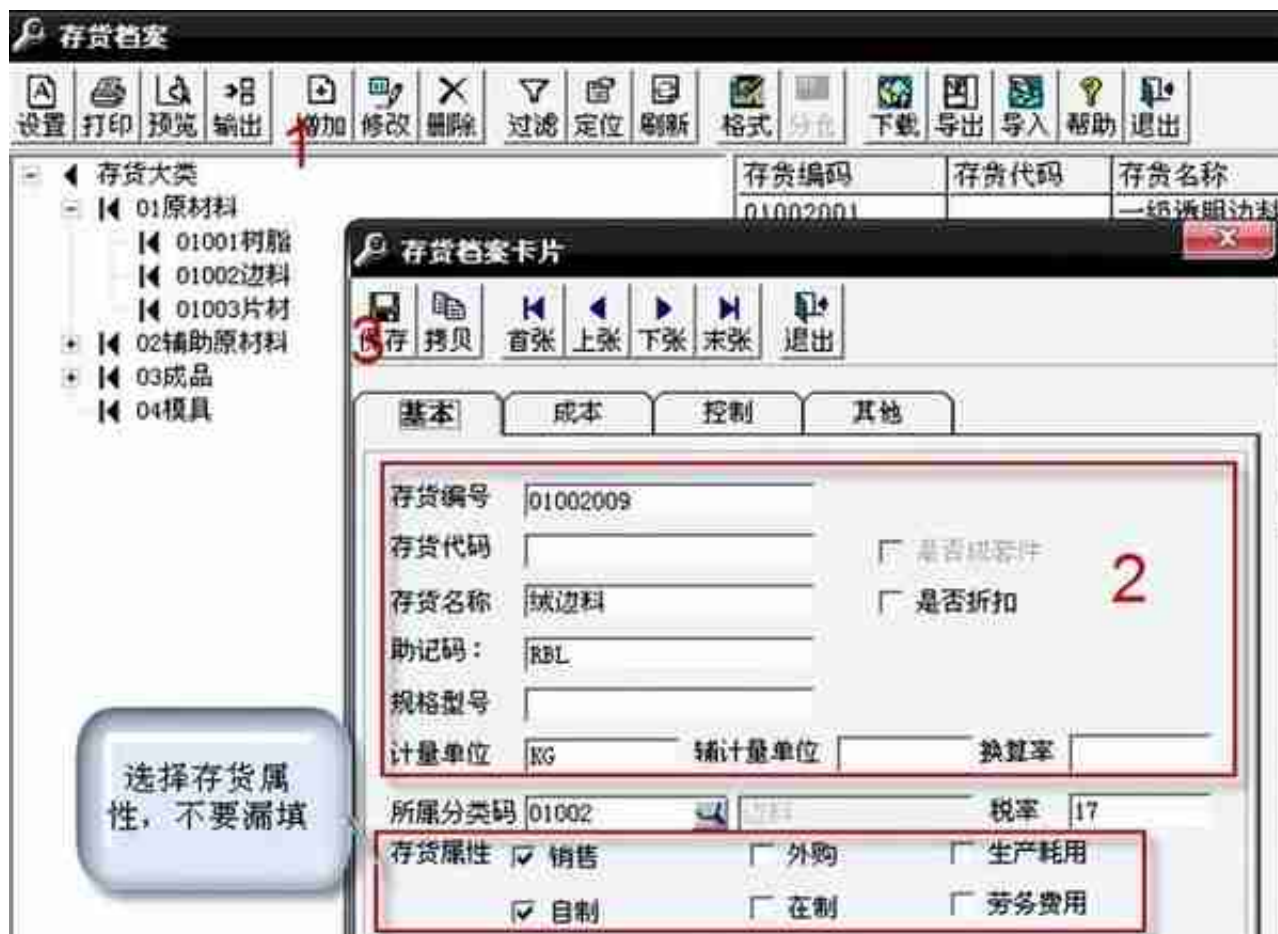 存货档案
设置 打印 预览 输出 增加 修改 删除 过滤 定位 刷新 格式 分仓 下载 导出 导入 帮助 退出
1
存货大类
存货编码 存货代码 存货名称
01原材料
01002001 一级透明边料
01001树脂
01002边料
01003片材
02辅助原材料
03成品
04模具
存货档案卡片
保存 拷贝 首张 上张 下张 末张 退出
3
基本 成本 控制 其他
存货编号 01002009
存货代码 是否成套件
存货名称 绒边料 是否折扣
2
助记码: RBL
规格型号
计量单位 KG 辅计量单位 换算率
所属分类码 01002 边料 税率 17
存货属性 销售 外购 生产耗用
自制 在制 劳务费用
选择存货属
性，不要漏填